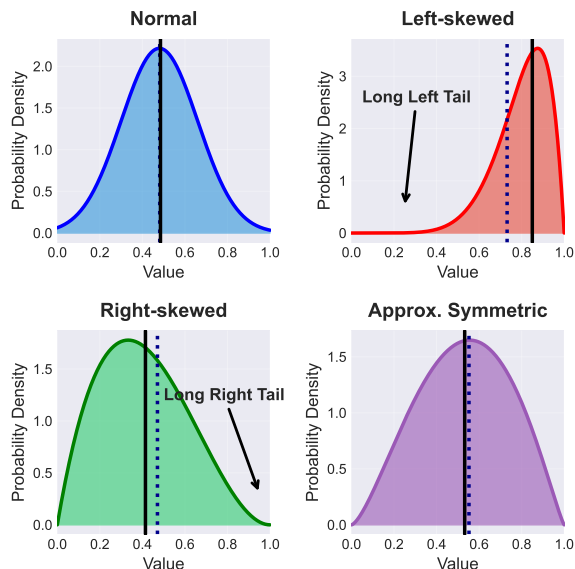 Normal
Probability Density
2.0
1.5
1.0
0.5
0.0
0.0 0.2 0.4 0.6 0.8 1.0
Value
Left-skewed
Probability Density
3
2
1
0
Long Left Tail
0.0 0.2 0.4 0.6 0.8 1.0
Value
Right-skewed
Probability Density
1.5
1.0
0.5
0.0
Long Right Tail
0.0 0.2 0.4 0.6 0.8 1.0
Value
Approx. Symmetric
Probability Density
1.5
1.0
0.5
0.0
0.0 0.2 0.4 0.6 0.8 1.0
Value